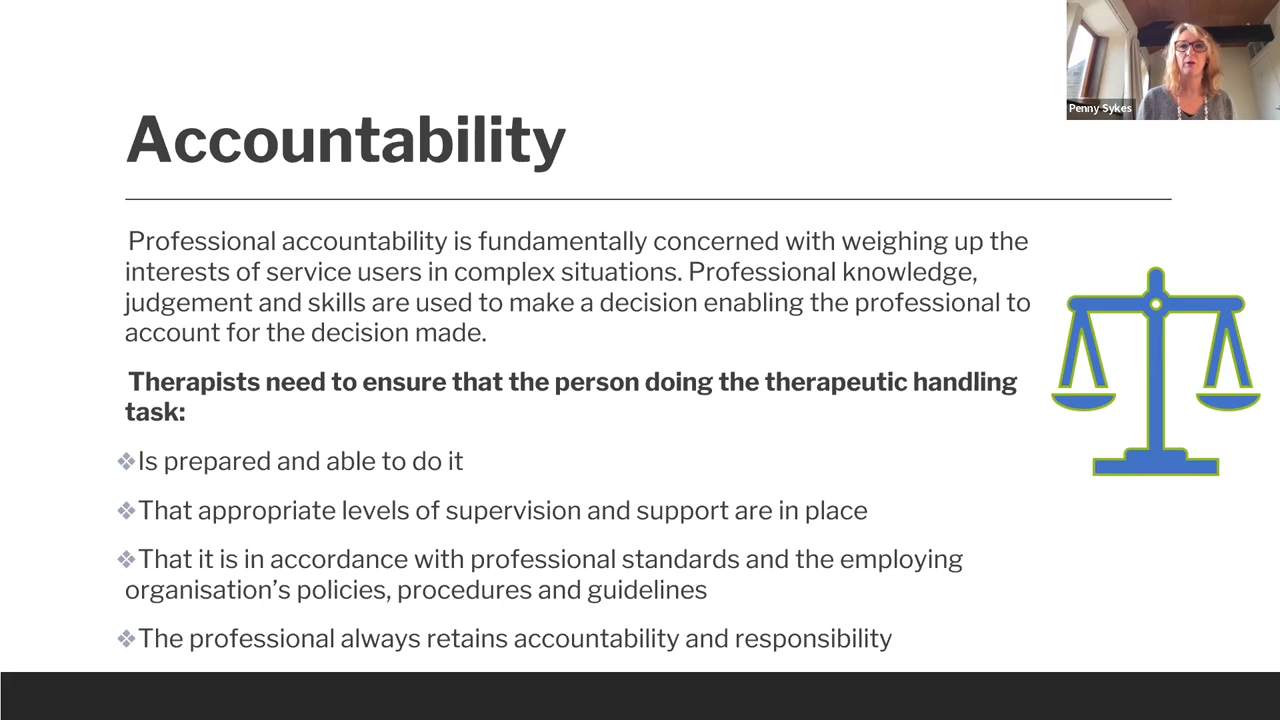 Penny Sykes
Accountability
Professional accountability is fundamentally concerned with weighing up the
interests of service users in complex situations. Professional knowledge,
judgement and skills are used to make a decision enabling the professional to
account for the decision made.
Therapists need to ensure that the person doing the therapeutic handling
task:
❖Is prepared and able to do it
❖That appropriate levels of supervision and support are in place
❖That it is in accordance with professional standards and the employing
organisation’s policies, procedures and guidelines
❖The professional always retains accountability and responsibility